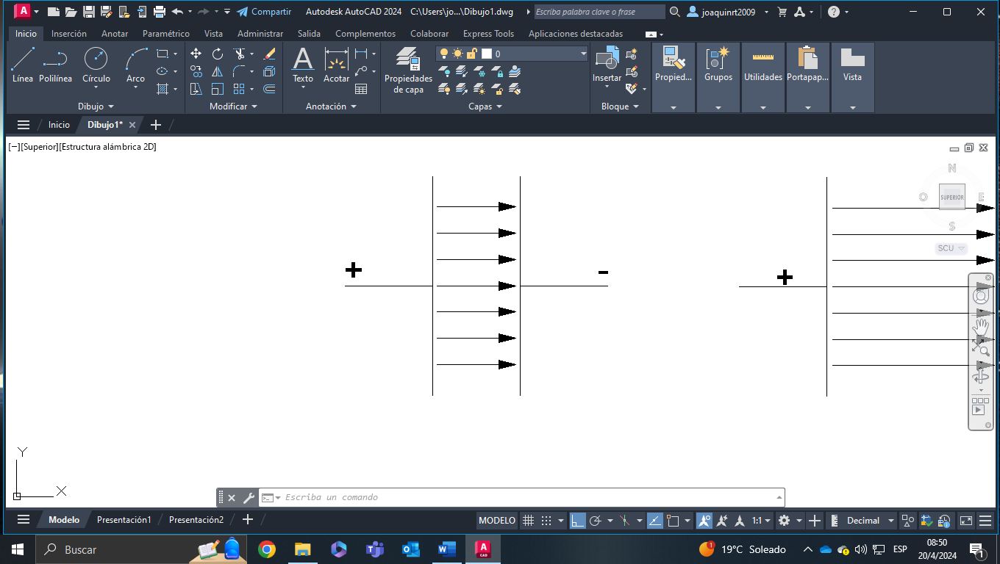 A Compartir Autodesk AutoCAD 2024 C:\Users\jo...\Dibujo1.dwg Escriba palabra clave o frase joaquinrt2009
Inicio Inserción Anotar Paramétrico Vista Administrar Salida Complementos Colaborar Express Tools Aplicaciones destacadas
Línea Polilínea Círculo Arco Texto Acotar Propiedades de capa 0 Insertar Propied... Grupos Utilidades Portapap... Vista
Dibujo Modificar Anotación Capas Bloque
Inicio Dibujo1*
[−][Superior][Estructura alámbrica 2D]
N
O SUPERIOR E
S
SCU
+ - +
Y
X
Escriba un comando
Modelo Presentación1 Presentación2 MODELO 1:1 Decimal
Buscar A CAD 19°C Soleado ESP 08:50
20/4/2024 1